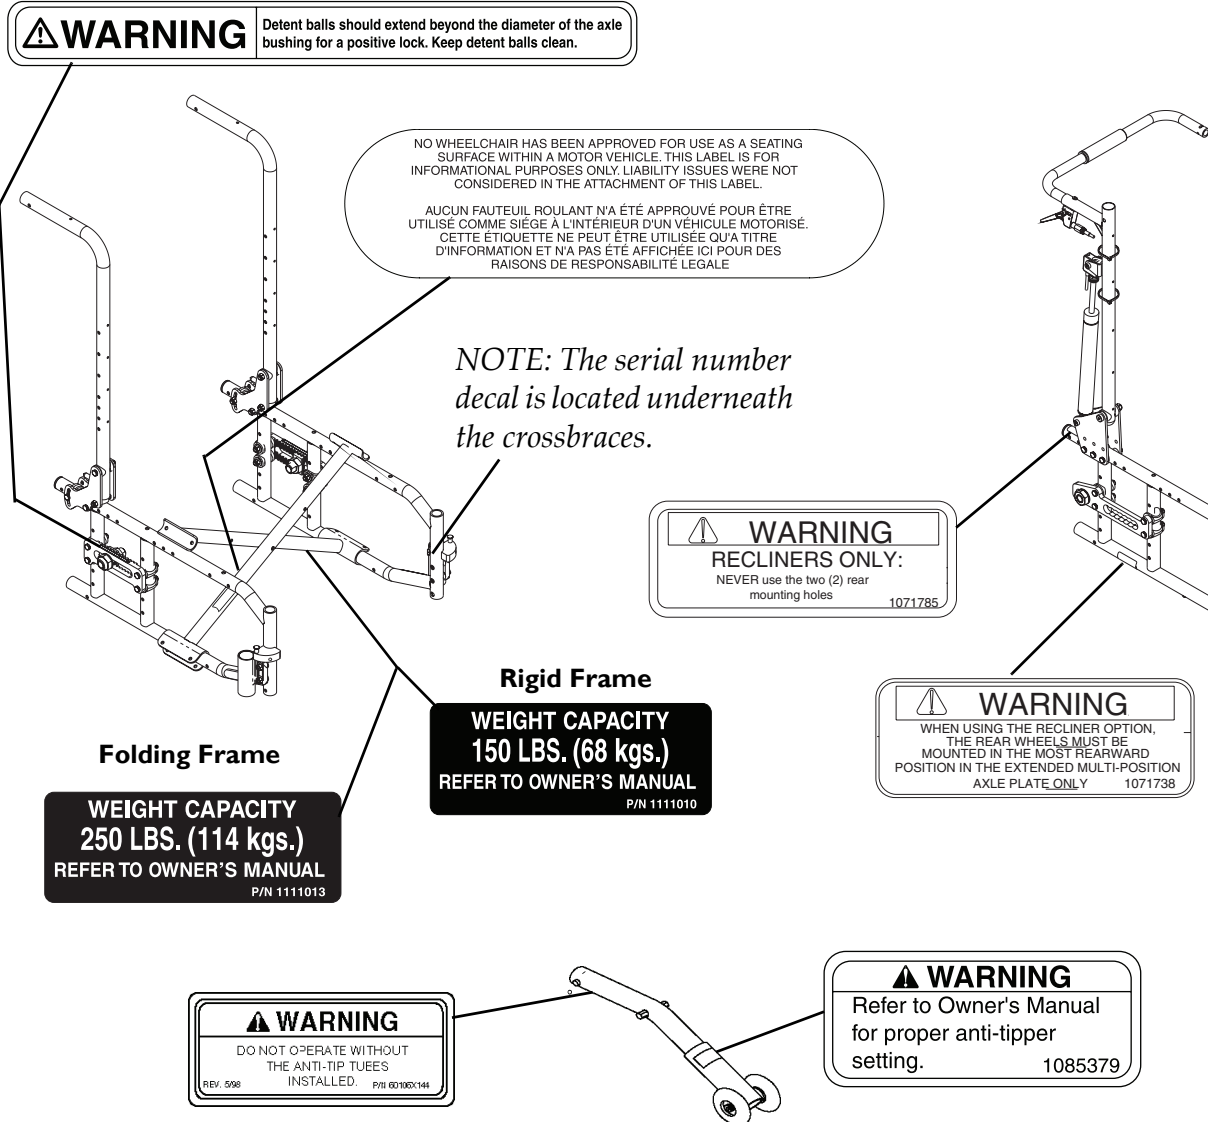 WARNING
Detent balls should extend beyond the diameter of the axle
bushing for a positive lock. Keep detent balls clean.
NO WHEELCHAIR HAS BEEN APPROVED FOR USE AS A SEATING
SURFACE WITHIN A MOTOR VEHICLE. THIS LABEL IS FOR
INFORMATIONAL PURPOSES ONLY. LIABILITY ISSUES WERE NOT
CONSIDERED IN THE ATTACHMENT OF THIS LABEL.
AUCUN FAUTEUIL ROULANT N'A ÉTÉ APPROUVÉ POUR ÊTRE
UTILISÉ COMME SIÉGE À L'INTÉRIEUR D'UN VÉHICULE MOTORISÉ.
CETTE ÉTIQUETTE NE PEUT ÊTRE UTILISÉE QU'A TITRE
D'INFORMATION ET N'A PAS ÉTÉ AFFICHÉE ICI POUR DES
RAISONS DE RESPONSABILITÉ LEGALE
NOTE: The serial number
decal is located underneath
the crossbraces.
WARNING
RECLINERS ONLY:
NEVER use the two (2) rear
mounting holes
1071785
WARNING
WHEN USING THE RECLINER OPTION,
THE REAR WHEELS MUST BE
MOUNTED IN THE MOST REARWARD
POSITION IN THE EXTENDED MULTI-POSITION
AXLE PLATE ONLY 1071738
Rigid Frame
WEIGHT CAPACITY
150 LBS. (68 kgs.)
REFER TO OWNER'S MANUAL
P/N 1111010
Folding Frame
WEIGHT CAPACITY
250 LBS. (114 kgs.)
REFER TO OWNER'S MANUAL
P/N 1111013
WARNING
DO NOT OPERATE WITHOUT
THE ANTI-TIP TUBES
INSTALLED.
REV. 5/98 P/N 60106X144
WARNING
Refer to Owner's Manual
for proper anti-tipper
setting. 1085379